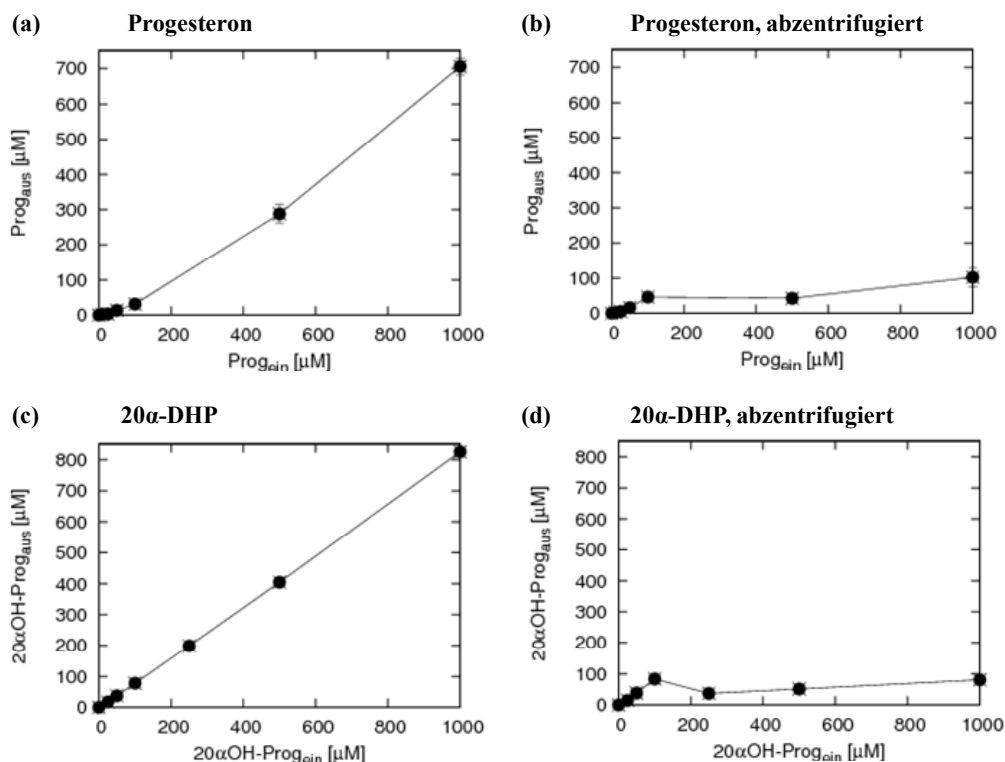 (a) Progesteron
700
600
500
400
300
200
100
0
0 200 400 600 800 1000
Prog_aus [µM]
Prog_ein [µM]
(b) Progesteron, abzentrifugiert
700
600
500
400
300
200
100
0
0 200 400 600 800 1000
Prog_aus [µM]
Prog_ein [µM]
(c) 20α-DHP
800
700
600
500
400
300
200
100
0
0 200 400 600 800 1000
20αOH-Prog_aus [µM]
20αOH-Prog_ein [µM]
(d) 20α-DHP, abzentrifugiert
800
700
600
500
400
300
200
100
0
0 200 400 600 800 1000
20αOH-Prog_aus [µM]
20αOH-Prog_ein [µM]